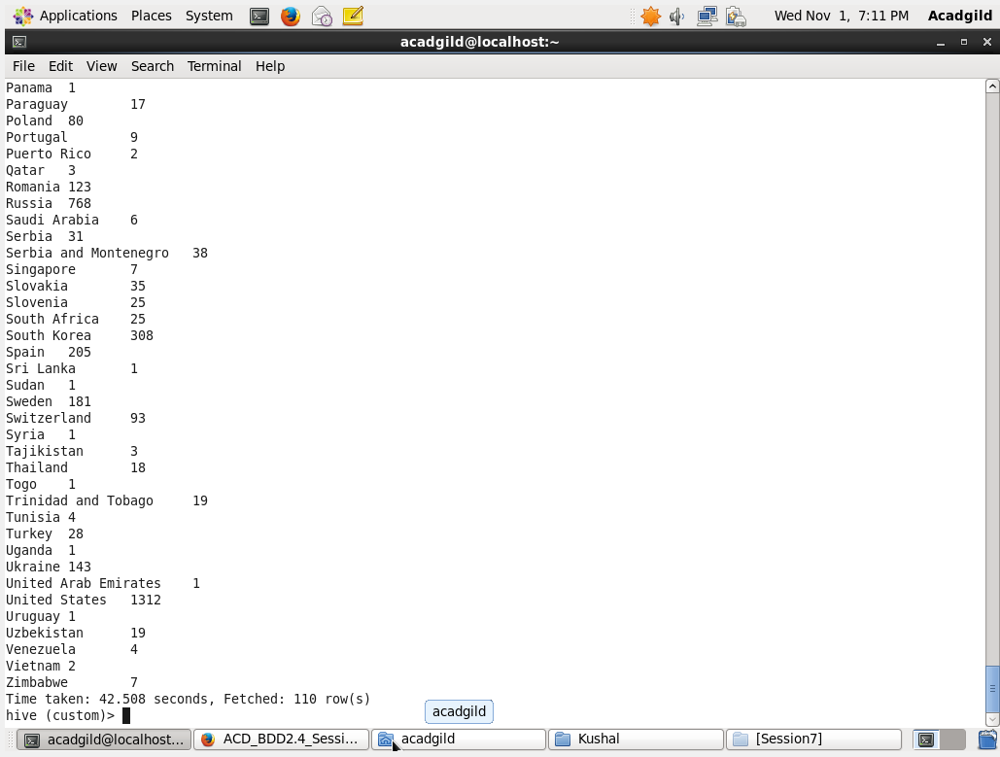 Applications Places System Wed Nov 1, 7:11 PM Acadgild
acadgild@localhost:~
File Edit View Search Terminal Help
Panama 1
Paraguay 17
Poland 80
Portugal 9
Puerto Rico 2
Qatar 3
Romania 123
Russia 768
Saudi Arabia 6
Serbia 31
Serbia and Montenegro 38
Singapore 7
Slovakia 35
Slovenia 25
South Africa 25
South Korea 308
Spain 205
Sri Lanka 1
Sudan 1
Sweden 181
Switzerland 93
Syria 1
Tajikistan 3
Thailand 18
Togo 1
Trinidad and Tobago 19
Tunisia 4
Turkey 28
Uganda 1
Ukraine 143
United Arab Emirates 1
United States 1312
Uruguay 1
Uzbekistan 19
Venezuela 4
Vietnam 2
Zimbabwe 7
Time taken: 42.508 seconds, Fetched: 110 row(s)
hive (custom)>
acadgild
acadgild@localhost:... ACD_BDD2.4_Sessi... acadgild Kushal [Session7]